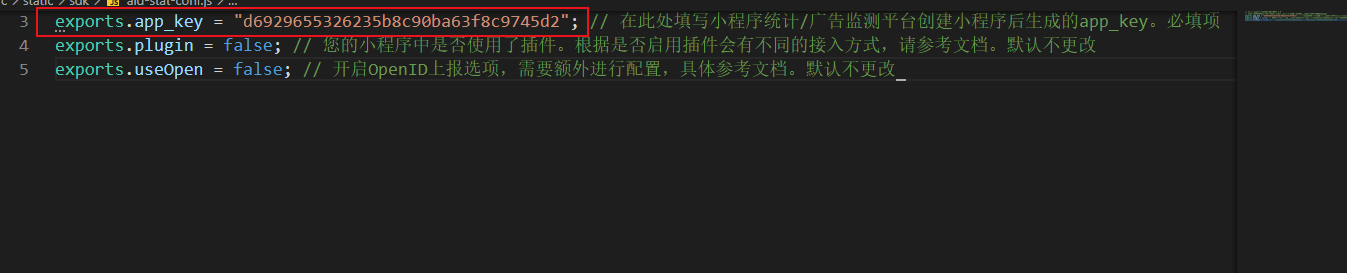 c > static > sdk > JS ald-stat-conf.js > ...
3 exports.app_key = "d6929655326235b8c90ba63f8c9745d2"; // 在此处填写小程序统计/广告监测平台创建小程序后生成的app_key。必填项
4 exports.plugin = false; // 您的小程序中是否使用了插件。根据是否启用插件会有不同的接入方式，请参考文档。默认不更改
5 exports.useOpen = false; // 开启OpenID上报选项，需要额外进行配置，具体参考文档。默认不更改